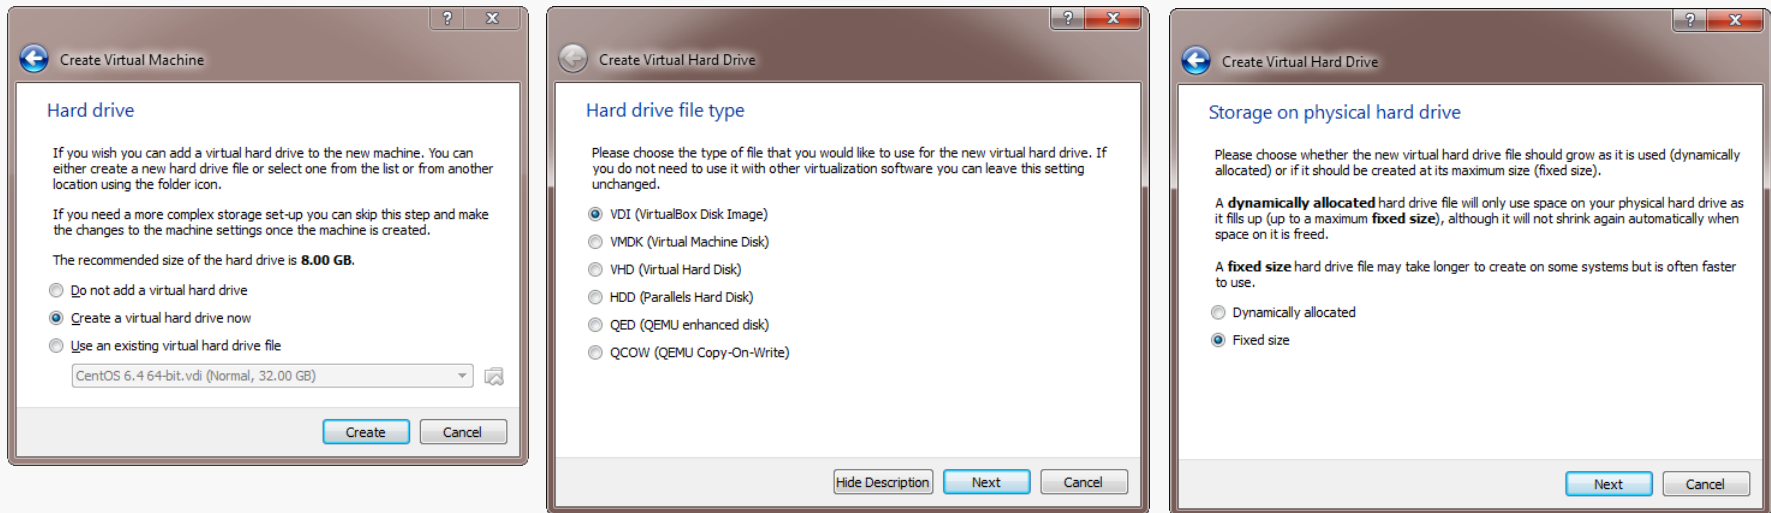 ?
X
Create Virtual Machine
Hard drive
If you wish you can add a virtual hard drive to the new machine. You can
either create a new hard drive file or select one from the list or from another
location using the folder icon.
If you need a more complex storage set-up you can skip this step and make
the changes to the machine settings once the machine is created.
The recommended size of the hard drive is 8.00 GB.
Do not add a virtual hard drive
Create a virtual hard drive now
Use an existing virtual hard drive file
CentOS 6.4 64-bit.vdi (Normal, 32.00 GB)
Create
Cancel
?
X
Create Virtual Hard Drive
Hard drive file type
Please choose the type of file that you would like to use for the new virtual hard drive. If
you do not need to use it with other virtualization software you can leave this setting
unchanged.
VDI (VirtualBox Disk Image)
VMDK (Virtual Machine Disk)
VHD (Virtual Hard Disk)
HDD (Parallels Hard Disk)
QED (QEMU enhanced disk)
QCOW (QEMU Copy-On-Write)
Hide Description
Next
Cancel
?
X
Create Virtual Hard Drive
Storage on physical hard drive
Please choose whether the new virtual hard drive file should grow as it is used (dynamically
allocated) or if it should be created at its maximum size (fixed size).
A dynamically allocated hard drive file will only use space on your physical hard drive as
it fills up (up to a maximum fixed size), although it will not shrink again automatically when
space on it is freed.
A fixed size hard drive file may take longer to create on some systems but is often faster
to use.
Dynamically allocated
Fixed size
Next
Cancel